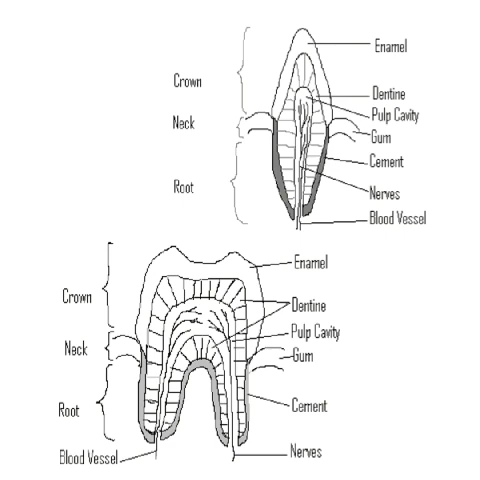 Enamel
Crown
Dentine
Pulp Cavity
Neck
Gum
Cement
Root
Nerves
Blood Vessel
Enamel
Crown
Dentine
Pulp Cavity
Neck
Gum
Root
Cement
Blood Vessel
Nerves